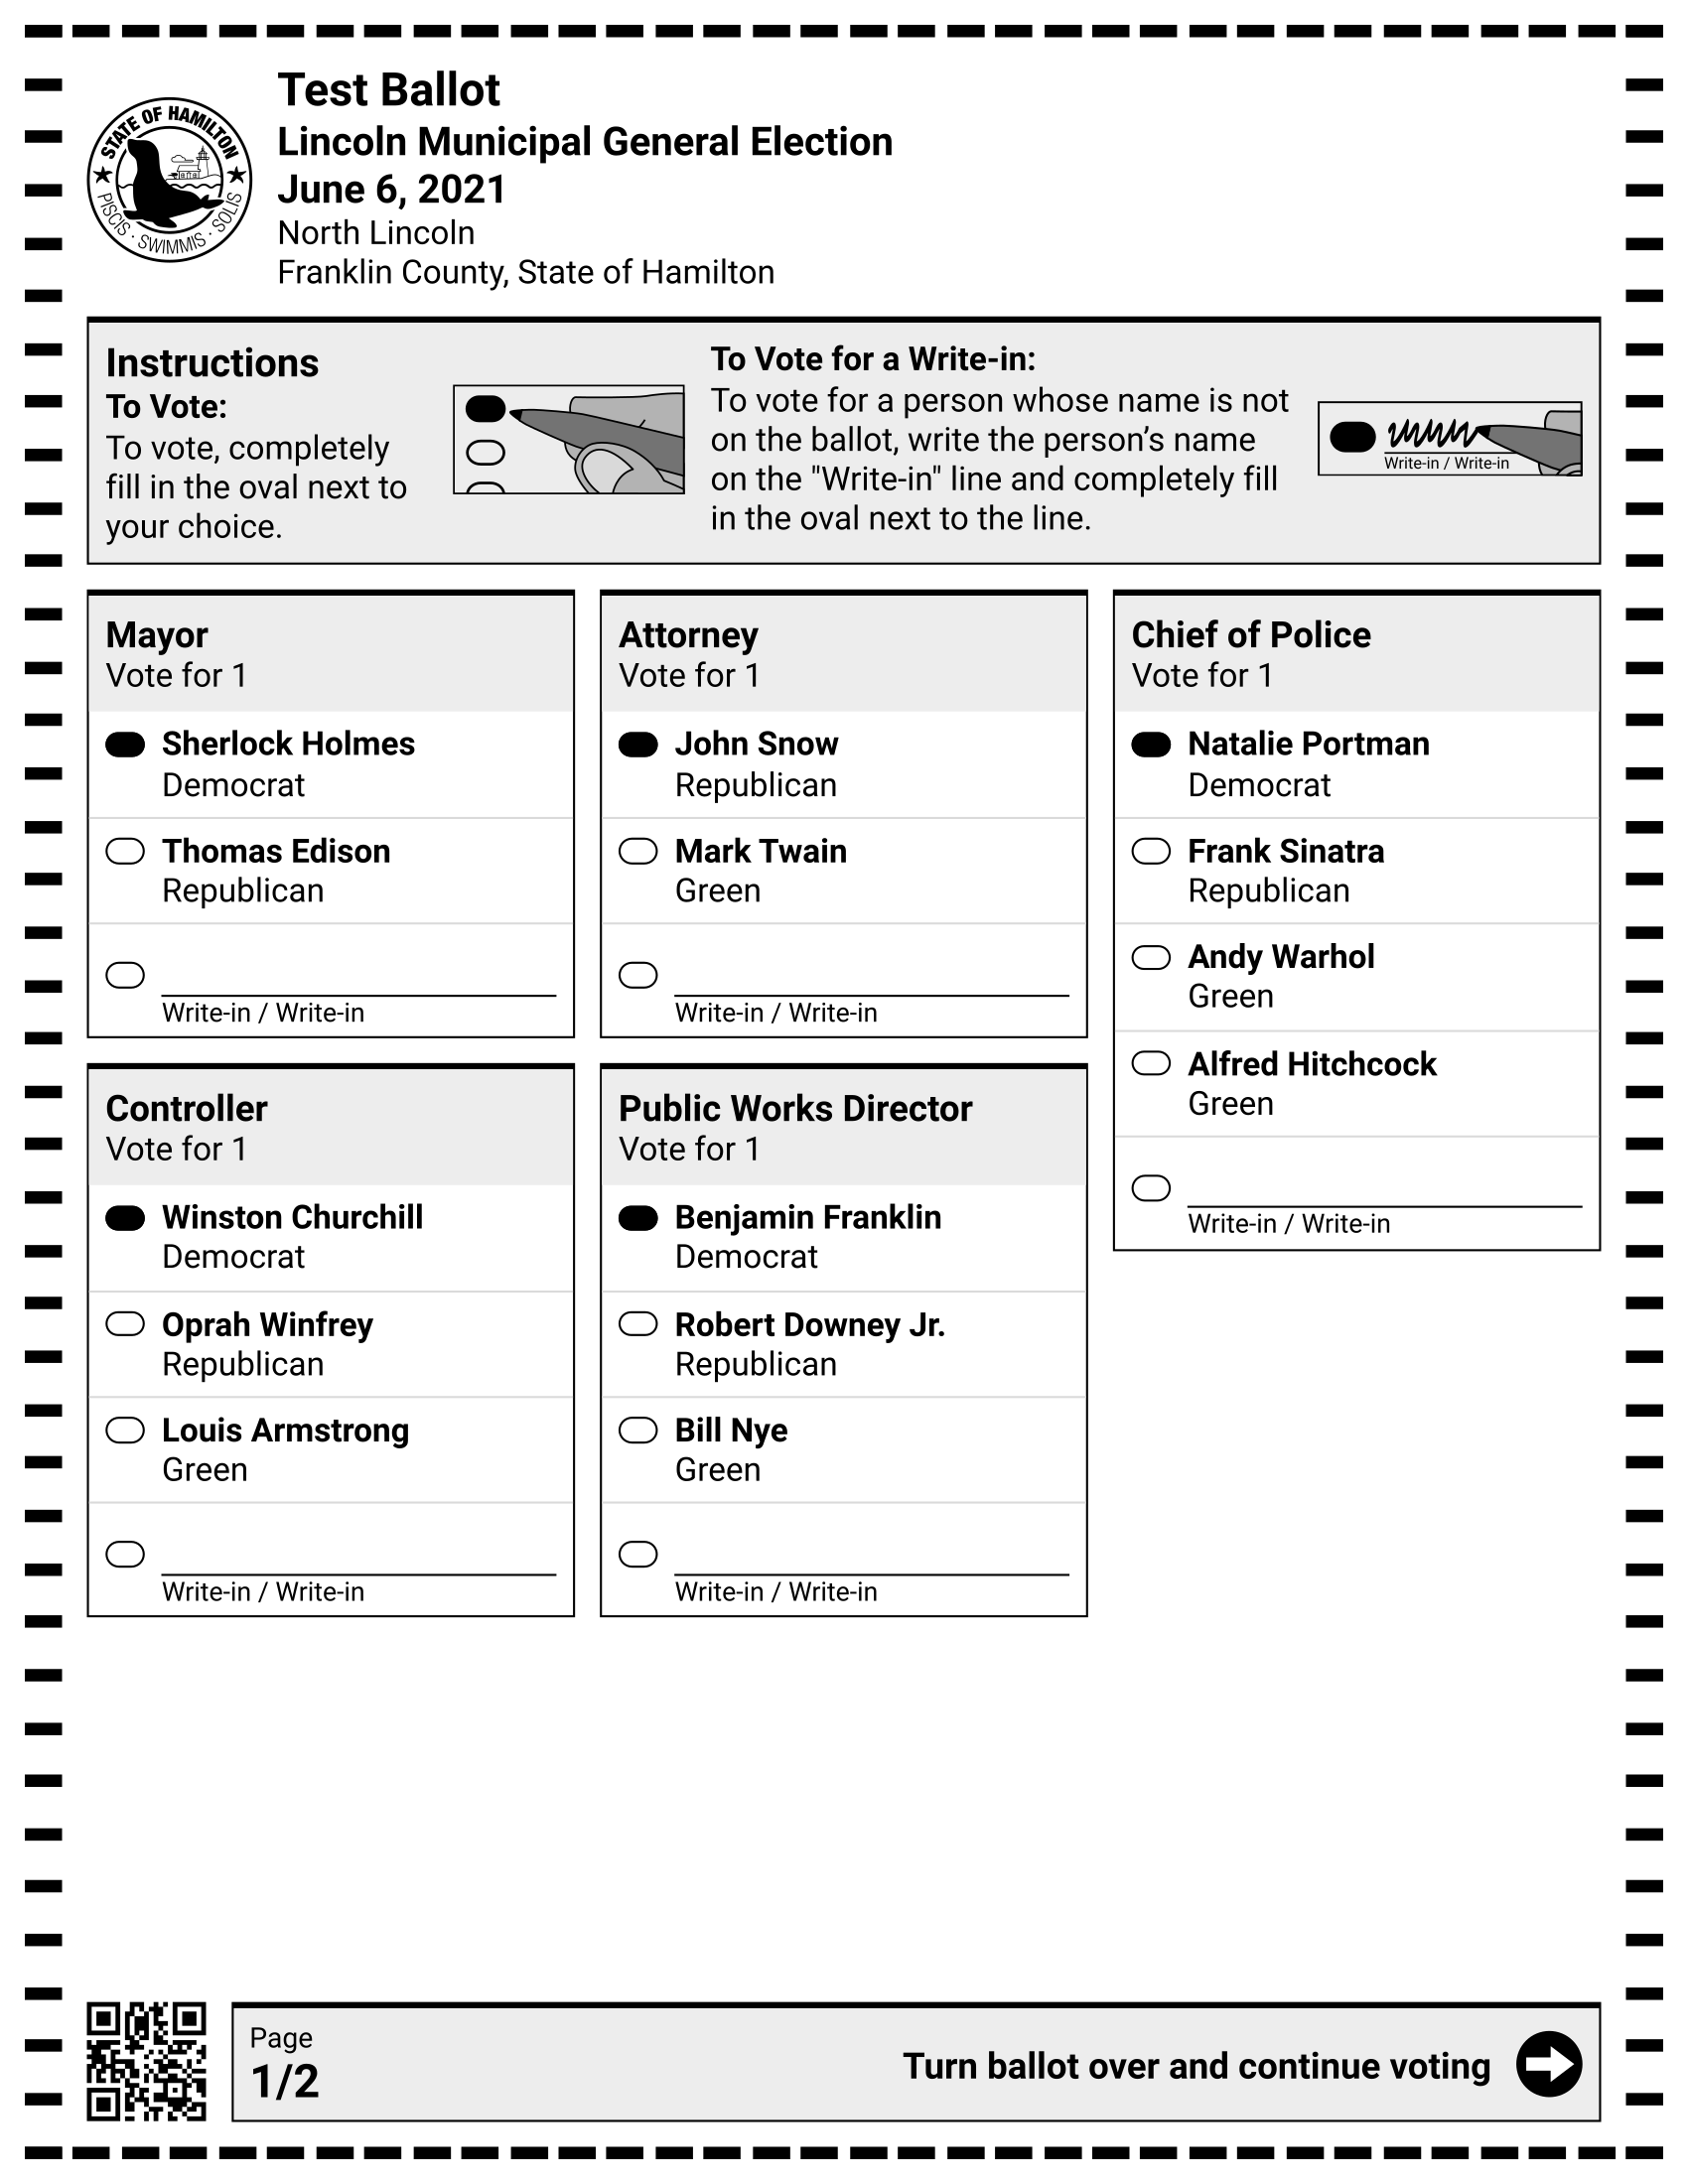 STATE OF HAMILTON
PISCIS · SWIMMIS · SOLIS
Test Ballot
Lincoln Municipal General Election
June 6, 2021
North Lincoln
Franklin County, State of Hamilton
Instructions
To Vote:
To vote, completely
fill in the oval next to
your choice.
To Vote for a Write-in:
To vote for a person whose name is not
on the ballot, write the person’s name
on the "Write-in" line and completely fill
in the oval next to the line.
Write-in / Write-in
Mayor
Vote for 1
Sherlock Holmes
Democrat
Thomas Edison
Republican
Write-in / Write-in
Controller
Vote for 1
Winston Churchill
Democrat
Oprah Winfrey
Republican
Louis Armstrong
Green
Write-in / Write-in
Attorney
Vote for 1
John Snow
Republican
Mark Twain
Green
Write-in / Write-in
Public Works Director
Vote for 1
Benjamin Franklin
Democrat
Robert Downey Jr.
Republican
Bill Nye
Green
Write-in / Write-in
Chief of Police
Vote for 1
Natalie Portman
Democrat
Frank Sinatra
Republican
Andy Warhol
Green
Alfred Hitchcock
Green
Write-in / Write-in
Page
1/2
Turn ballot over and continue voting